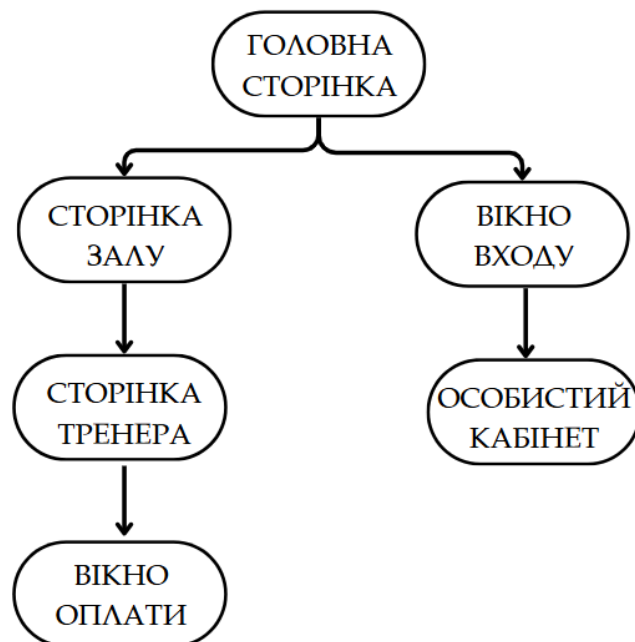 ГОЛОВНА
СТОРІНКА
СТОРІНКА
ЗАЛУ
ВІКНО
ВХОДУ
СТОРІНКА
ТРЕНЕРА
ОСОБИСТИЙ
КАБІНЕТ
ВІКНО
ОПЛАТИ